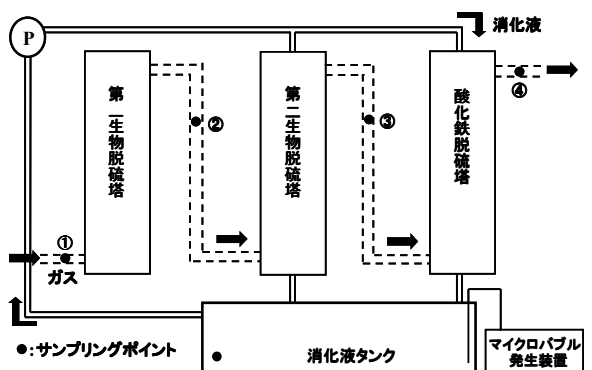 P
消化液
第一生物脱硫塔
第二生物脱硫塔
酸化鉄脱硫塔
②
③
④
①
ガス
●:サンプリングポイント
消化液タンク
マイクロバブル
発生装置